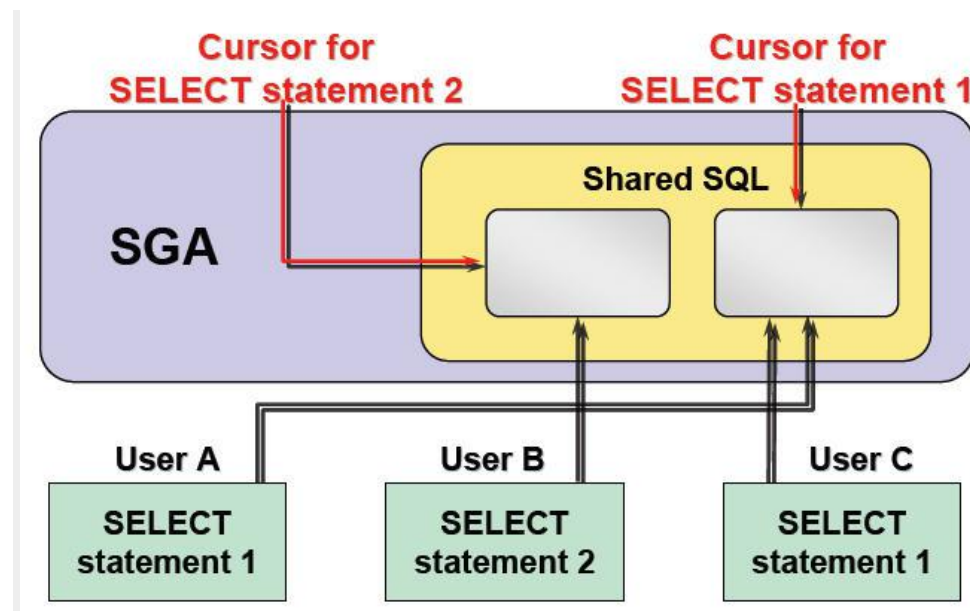 Cursor for
SELECT statement 2
Cursor for
SELECT statement 1
Shared SQL
SGA
User A
User B
User C
SELECT
statement 1
SELECT
statement 2
SELECT
statement 1